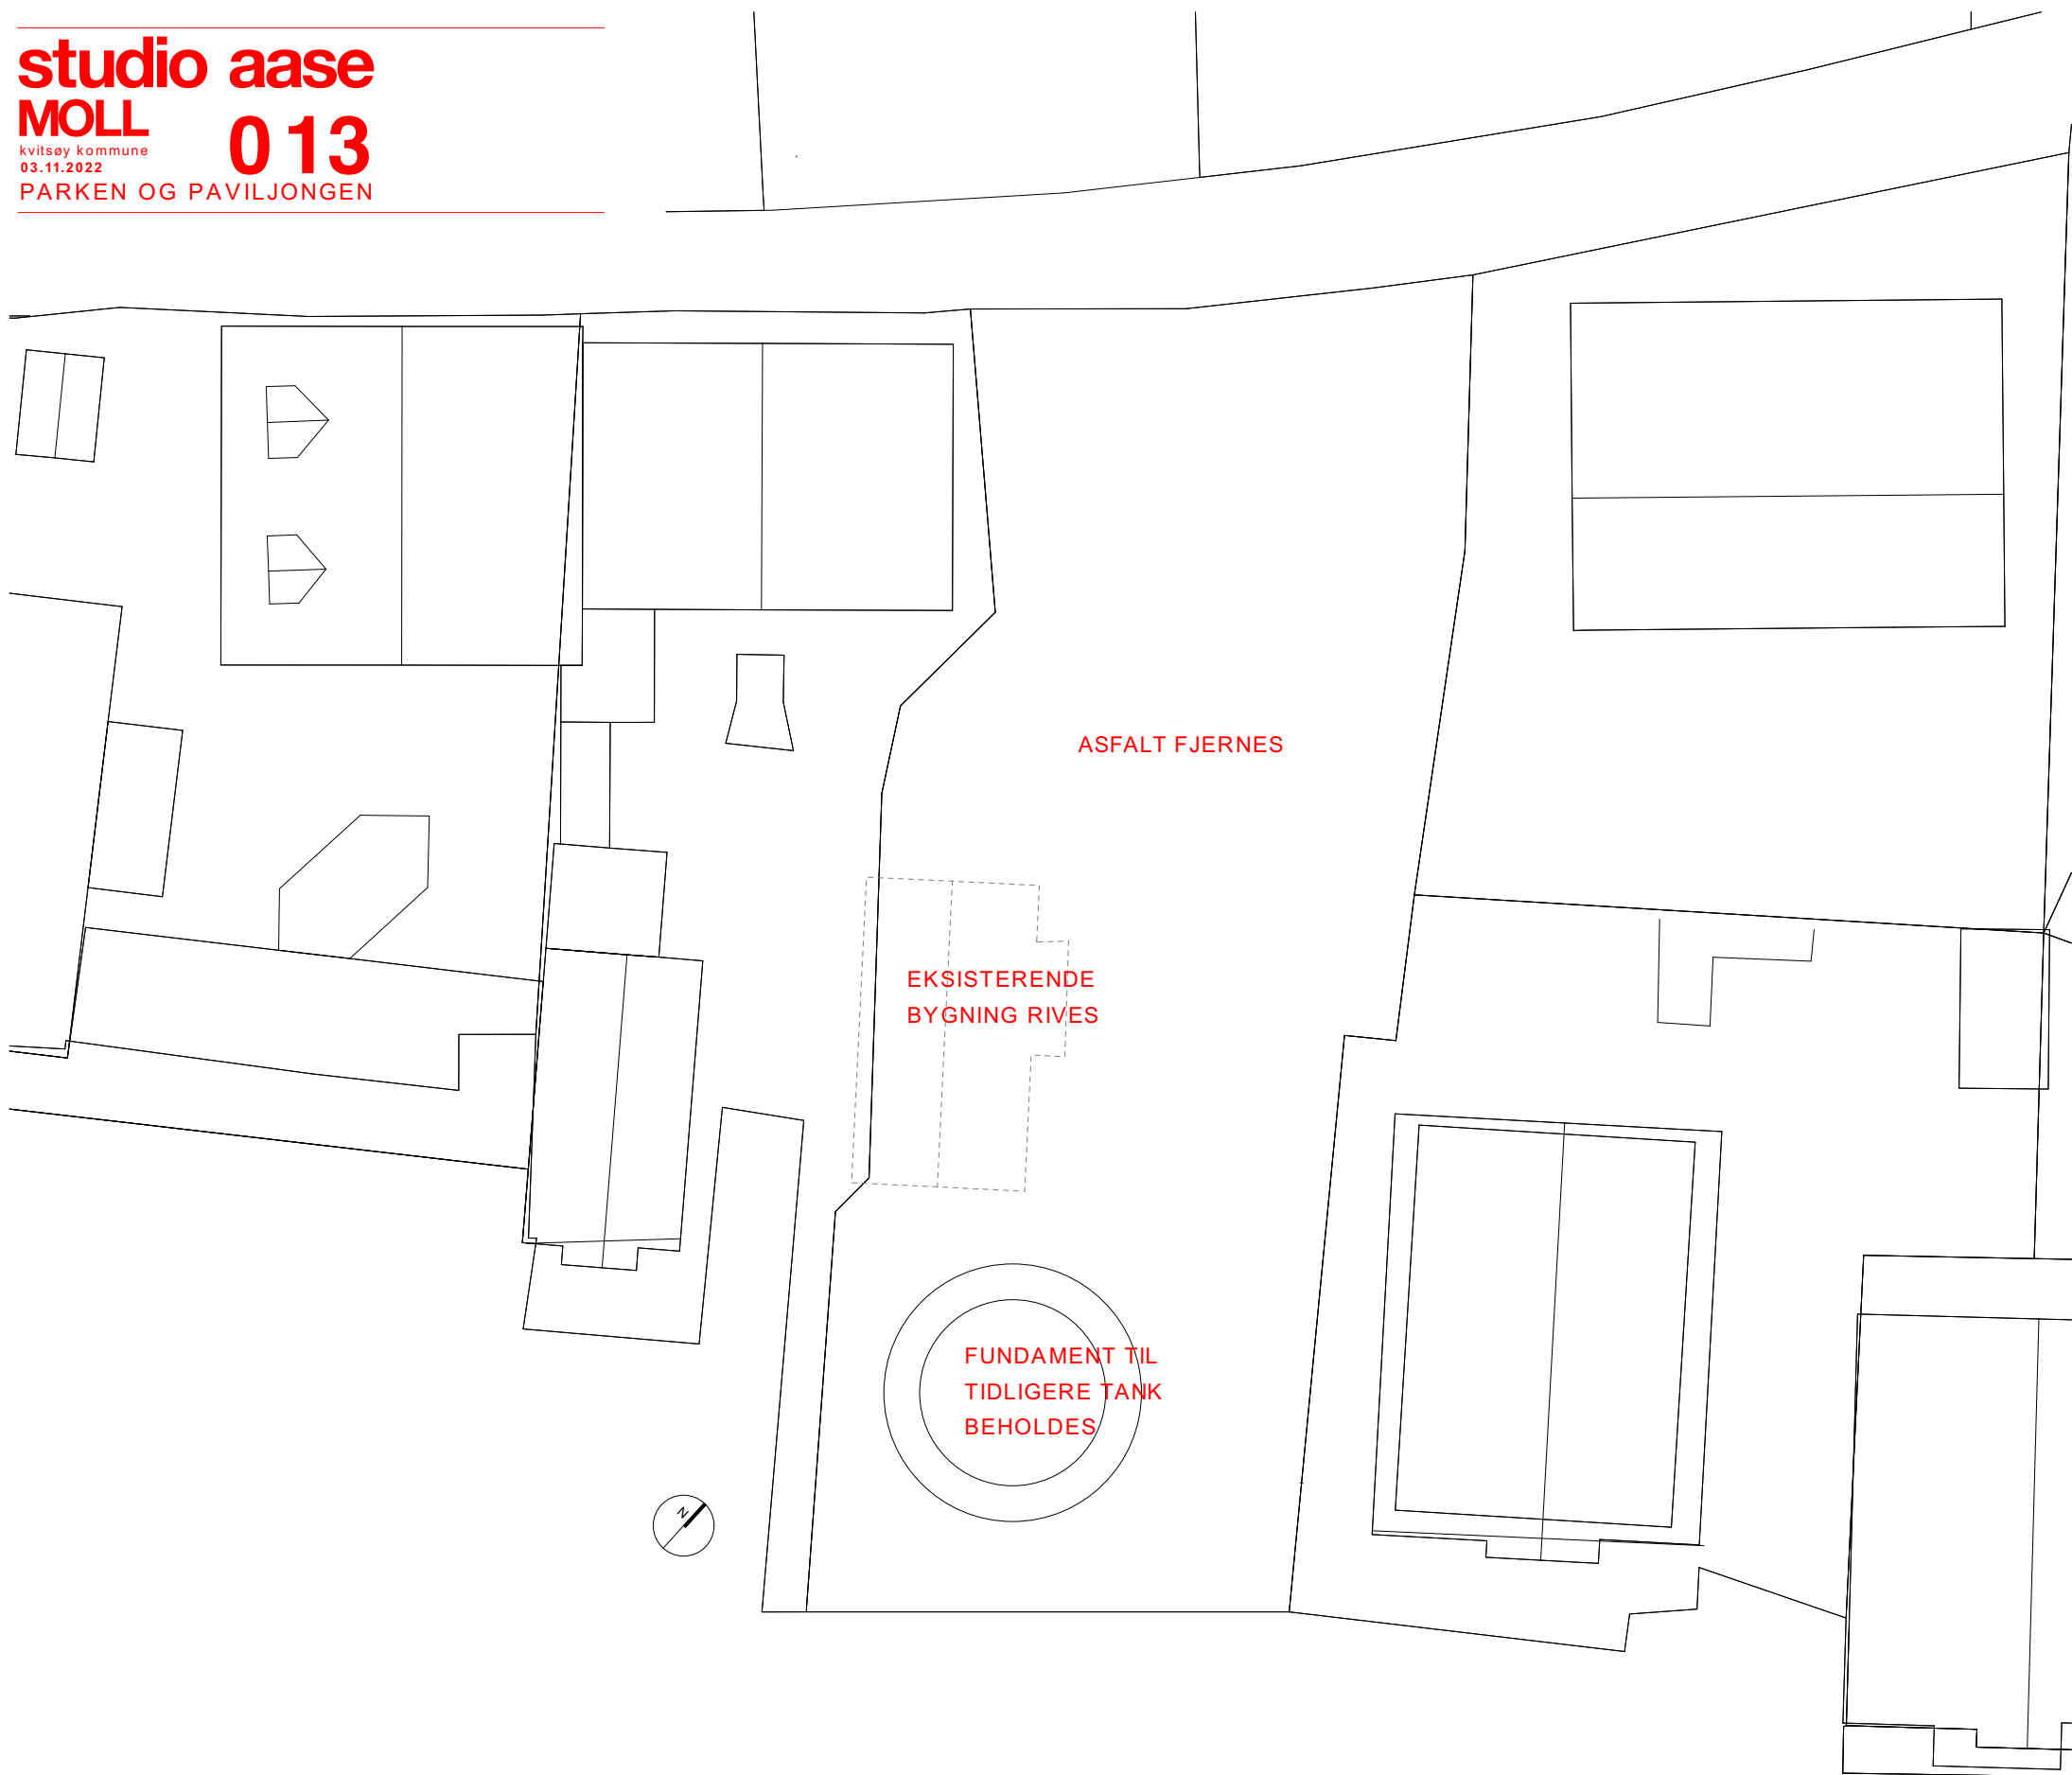 studio aase
MOLL
013
kvitsøy kommune
03.11.2022
PARKEN OG PAVILJONGEN
ASFALT FJERNES
EKSISTERENDE
BYGNING RIVES
FUNDAMENT TIL
TIDLIGERE TANK
BEHOLDES
N